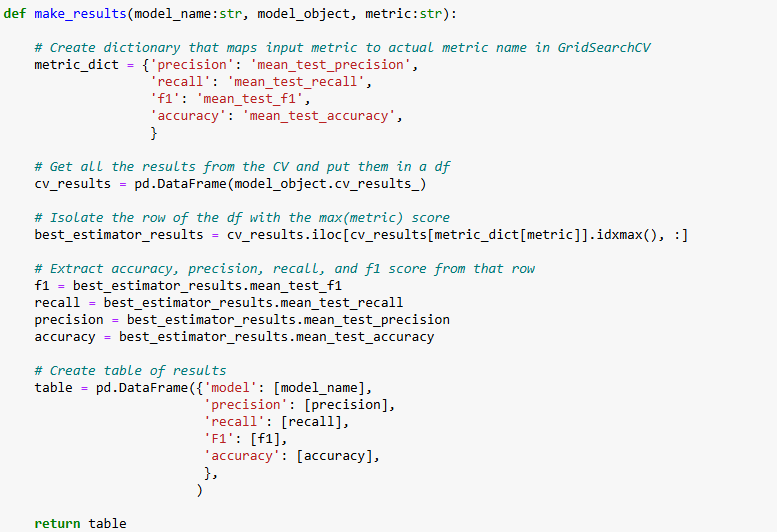 def make_results(model_name:str, model_object, metric:str):
    # Create dictionary that maps input metric to actual metric name in GridSearchCV
    metric_dict = {'precision': 'mean_test_precision',
                   'recall': 'mean_test_recall',
                   'f1': 'mean_test_f1',
                   'accuracy': 'mean_test_accuracy',
                   }
    # Get all the results from the CV and put them in a df
    cv_results = pd.DataFrame(model_object.cv_results_)
    # Isolate the row of the df with the max(metric) score
    best_estimator_results = cv_results.iloc[cv_results[metric_dict[metric]].idxmax(), :]
    # Extract accuracy, precision, recall, and f1 score from that row
    f1 = best_estimator_results.mean_test_f1
    recall = best_estimator_results.mean_test_recall
    precision = best_estimator_results.mean_test_precision
    accuracy = best_estimator_results.mean_test_accuracy
    # Create table of results
    table = pd.DataFrame({'model': [model_name],
                          'precision': [precision],
                          'recall': [recall],
                          'F1': [f1],
                          'accuracy': [accuracy],
                          },
                         )
    return table